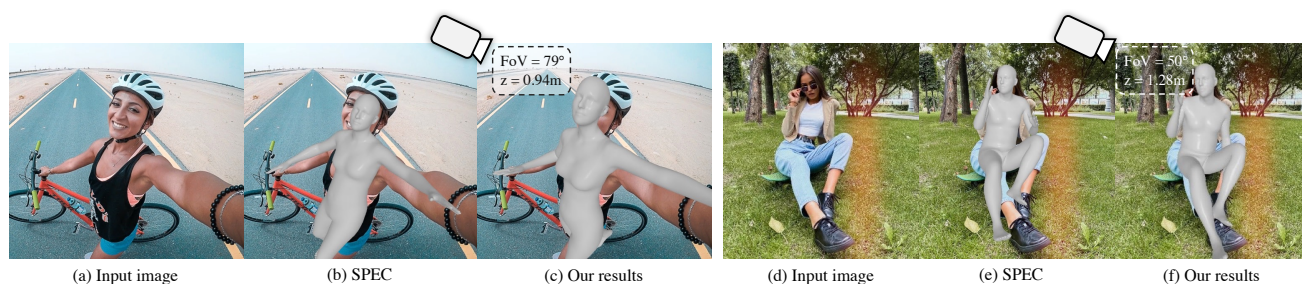 FoV = 79°
z = 0.94m
FoV = 50°
z = 1.28m
(a) Input image
(b) SPEC
(c) Our results
(d) Input image
(e) SPEC
(f) Our results